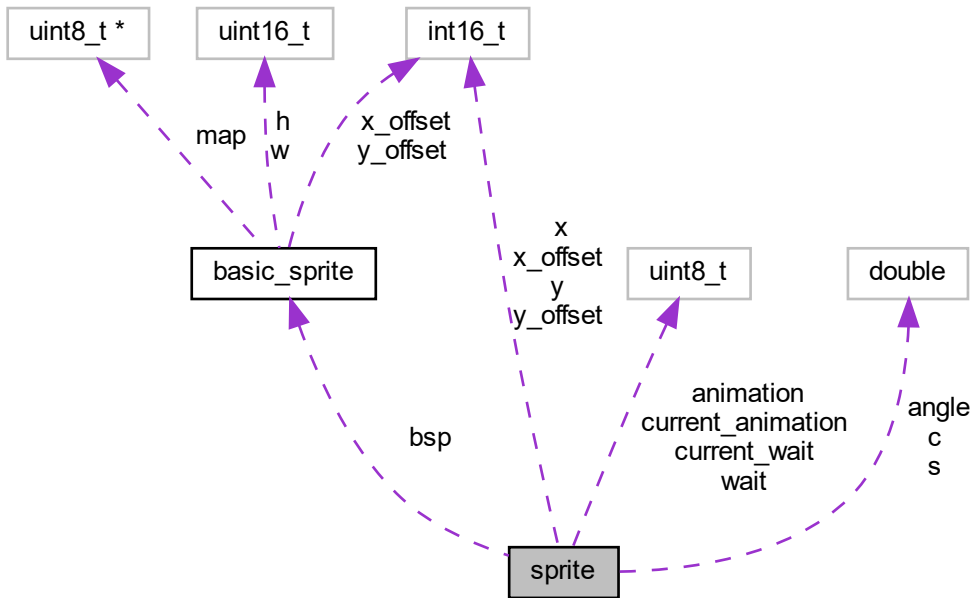 uint8_t *
uint16_t
int16_t
map
h
w
x_offset
y_offset
basic_sprite
x
x_offset
y
y_offset
uint8_t
double
bsp
animation
current_animation
current_wait
wait
angle
c
s
sprite